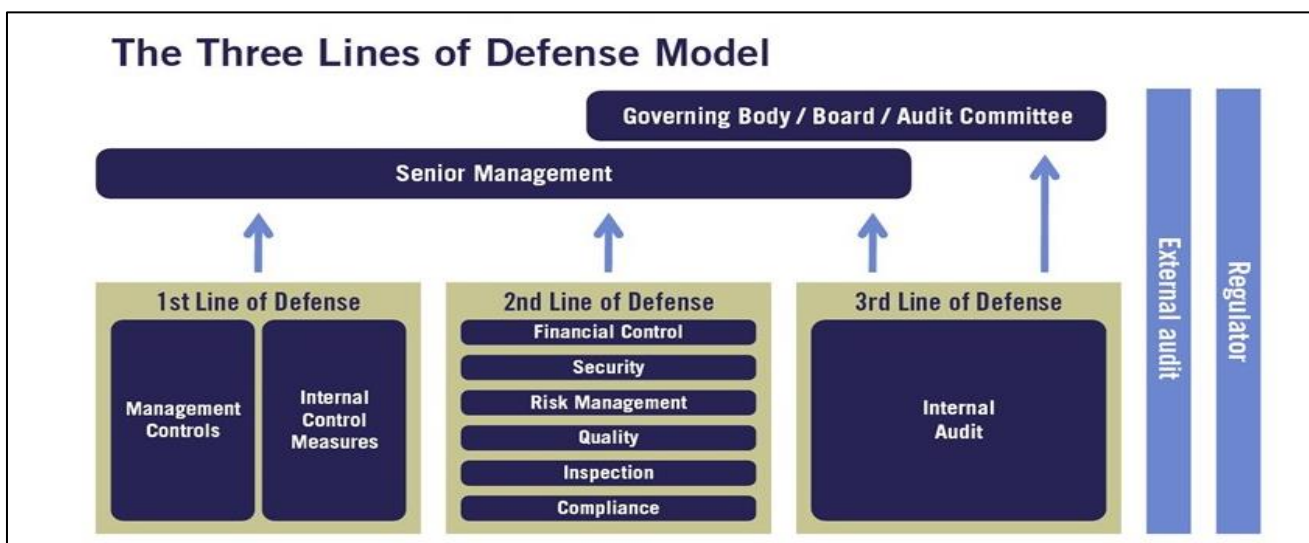 The Three Lines of Defense Model
Governing Body / Board / Audit Committee
Senior Management
1st Line of Defense
Management
Controls
Internal
Control
Measures
2nd Line of Defense
Financial Control
Security
Risk Management
Quality
Inspection
Compliance
3rd Line of Defense
Internal
Audit
External audit
Regulator